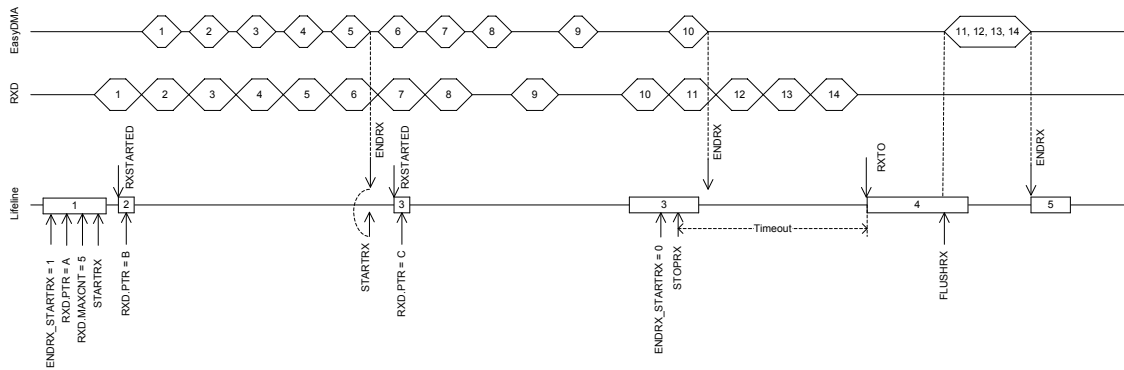 EasyDMA
1 2 3 4 5 6 7 8 9 10 11, 12, 13, 14
RXD
1 2 3 4 5 6 7 8 9 10 11 12 13 14
RXSTARTED
ENDRX
RXSTARTED
ENDRX
RXTO
ENDRX
Lifeline
1 2 3 3 4 5
Timeout
ENDRX_STARTRX = 1
RXD.PTR = A
RXD.MAXCNT = 5
STARTRX
RXD.PTR = B
STARTRX
RXD.PTR = C
ENDRX_STARTRX = 0
STOPRX
FLUSHRX